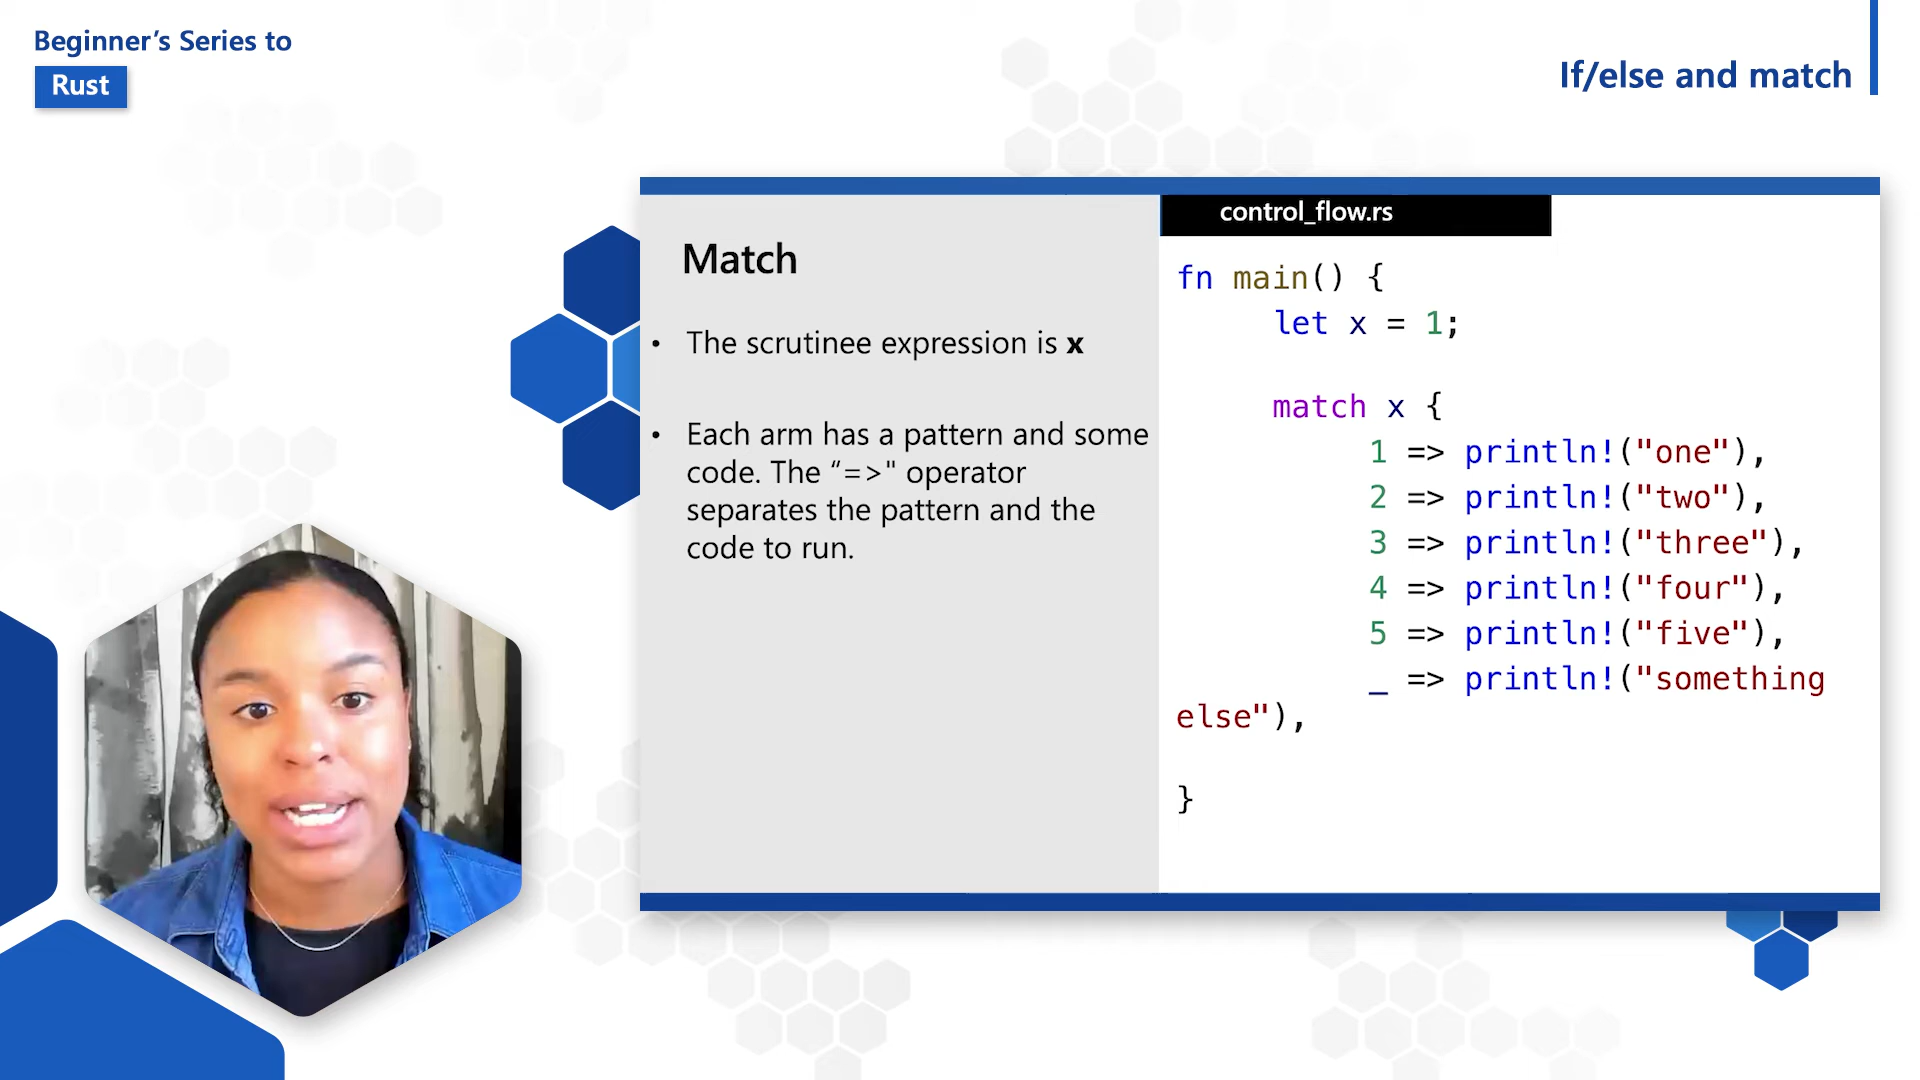 Beginner’s Series to
Rust
If/else and match
control_flow.rs
Match
• The scrutinee expression is x
• Each arm has a pattern and some
code. The “=>" operator
separates the pattern and the
code to run.
fn main() {
    let x = 1;
    match x {
        1 => println!("one"),
        2 => println!("two"),
        3 => println!("three"),
        4 => println!("four"),
        5 => println!("five"),
        _ => println!("something
else"),
}